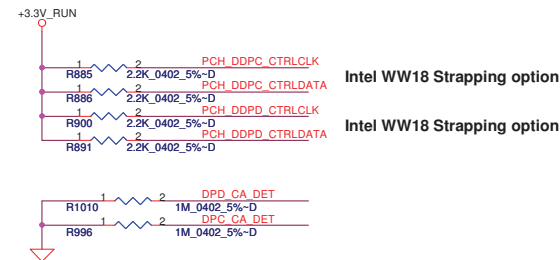 +3.3V_RUN
1 2 PCH_DDPC_CTRLCLK
R885 2.2K_0402_5%~D
Intel WW18 Strapping option
1 2 PCH_DDPC_CTRLDATA
R886 2.2K_0402_5%~D
1 2 PCH_DDPD_CTRLCLK
R900 2.2K_0402_5%~D
Intel WW18 Strapping option
1 2 PCH_DDPD_CTRLDATA
R891 2.2K_0402_5%~D
1 2 DPD_CA_DET
R1010 1M_0402_5%~D
1 2 DPC_CA_DET
R996 1M_0402_5%~D